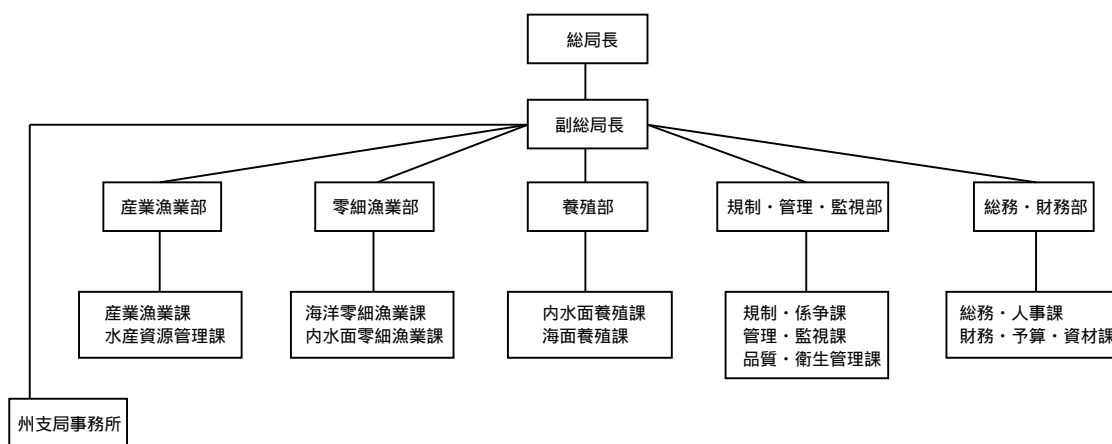 総局長
副総局長
産業漁業部
零細漁業部
養殖部
規制・管理・監視部
総務・財務部
産業漁業課
水産資源管理課
海洋零細漁業課
内水面零細漁業課
内水面養殖課
海面養殖課
規制・係争課
管理・監視課
品質・衛生管理課
総務・人事課
財務・予算・資材課
州支局事務所